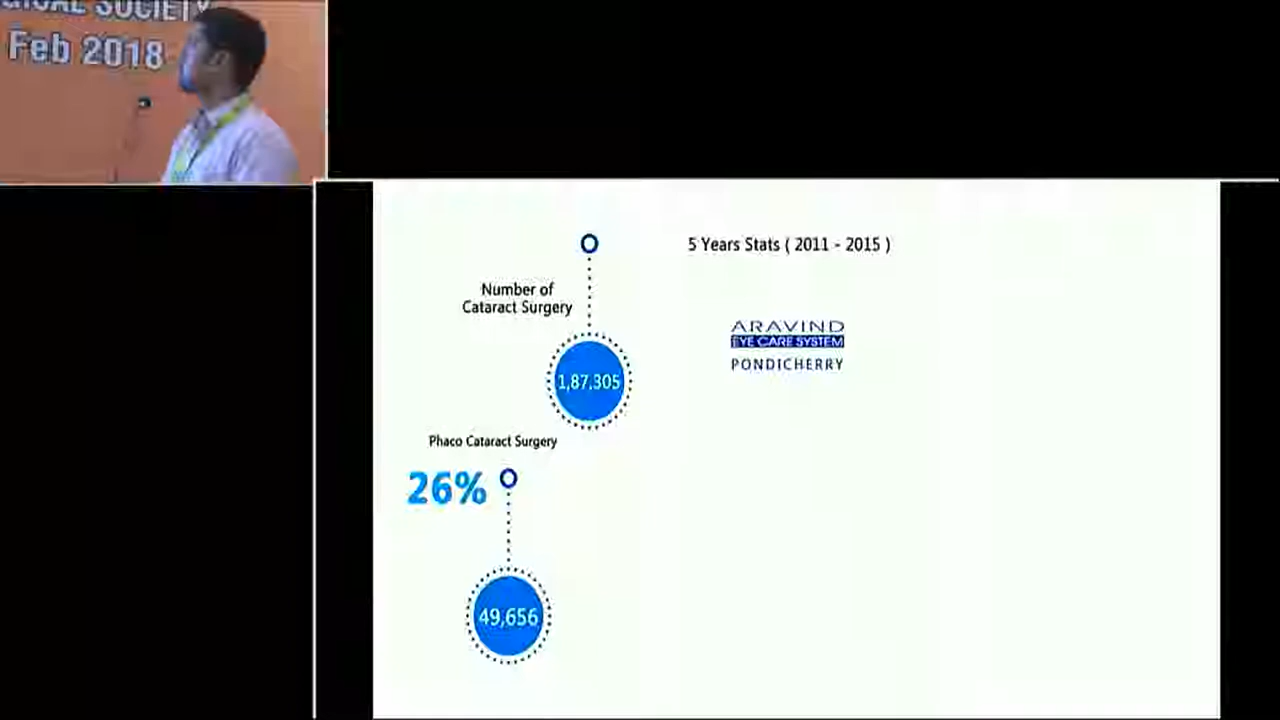 SOCIETY
Feb 2018
5 Years Stats ( 2011 - 2015 )
Number of
Cataract Surgery
ARAVIND
EYE CARE SYSTEM
PONDICHERRY
1,87,305
Phaco Cataract Surgery
26%
49,656